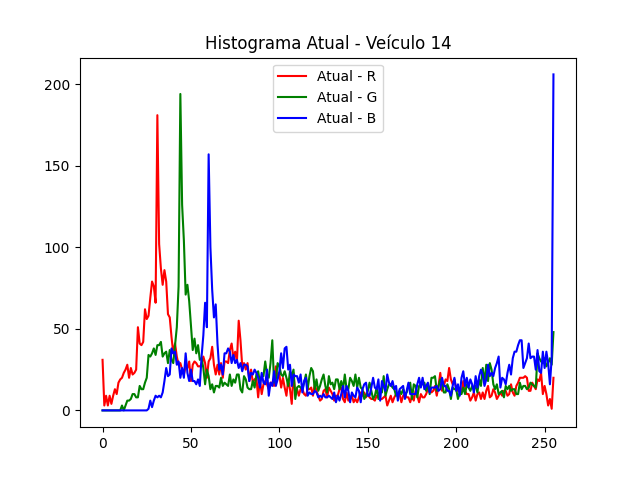 Histograma Atual - Veículo 14
Atual - R
Atual - G
Atual - B
200
150
100
50
0
0 50 100 150 200 250